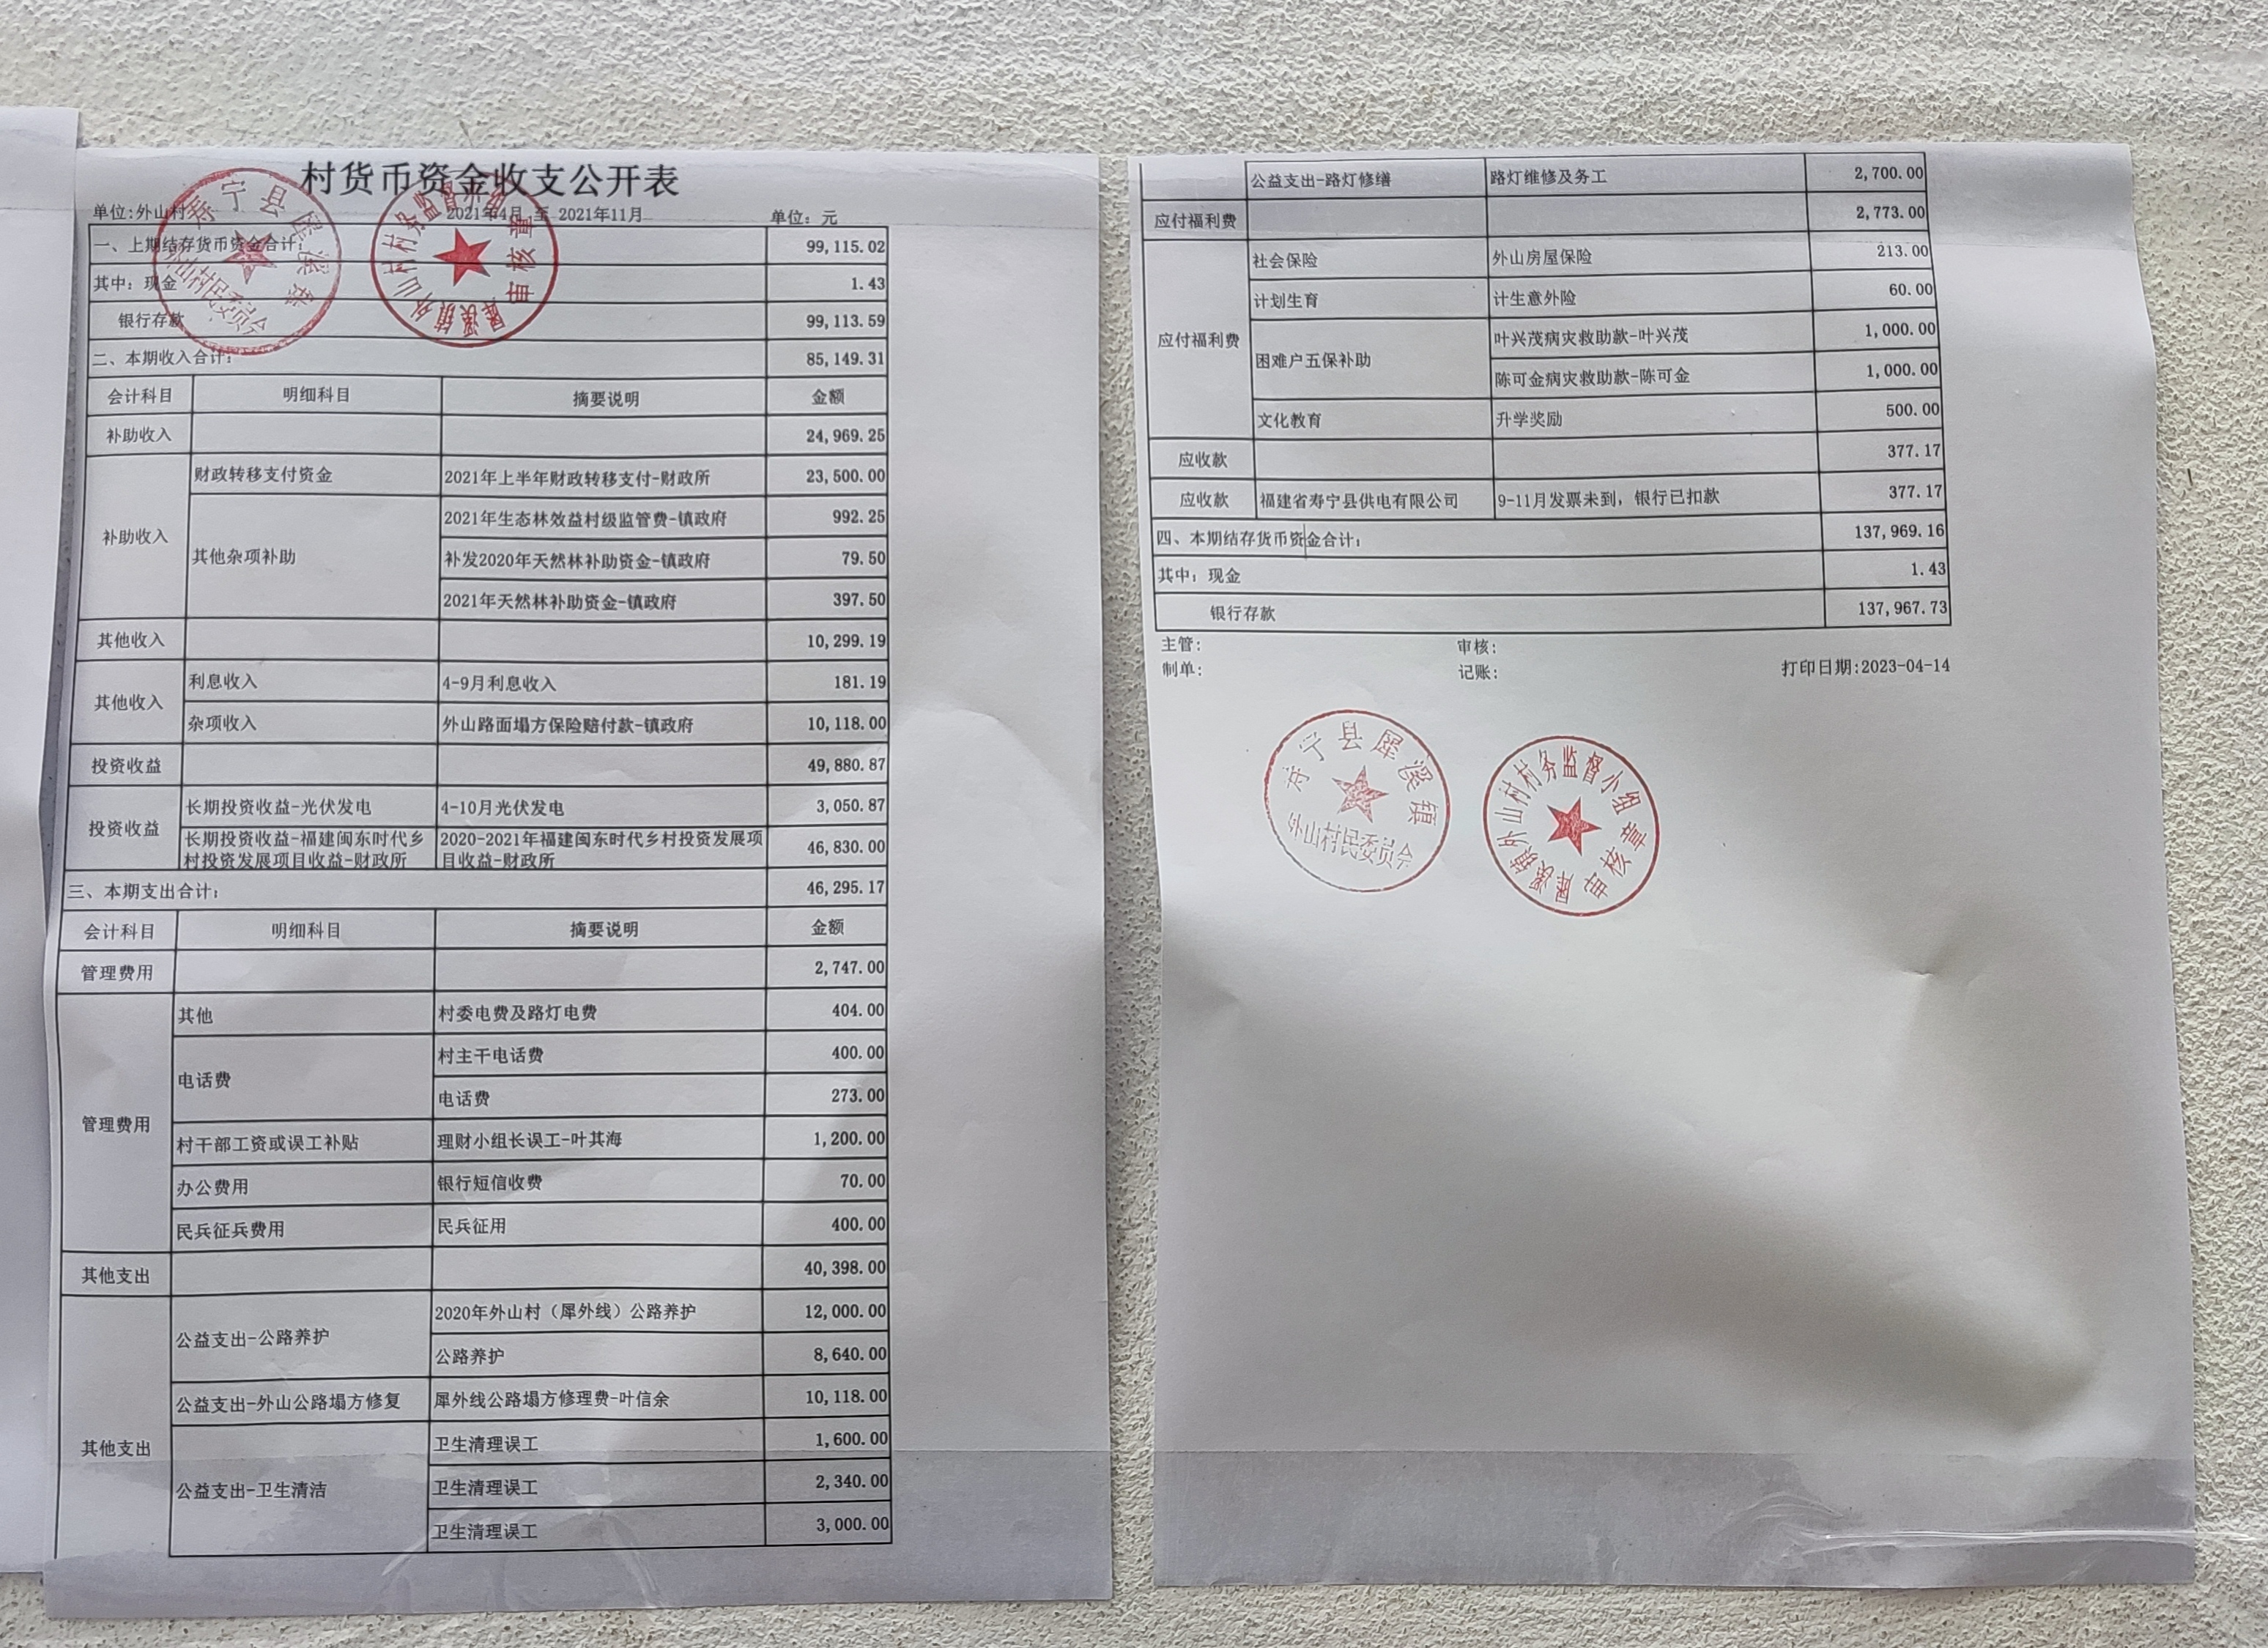 村货币资金收支公开表
单位:外山村 2021年4月 至 2021年11月 单位：元
一、上期结存货币资金合计： 99,115.02
其中：现金 1.43
银行存款 99,113.59
二、本期收入合计： 85,149.31
会计科目 明细科目 摘要说明 金额
补助收入 24,969.25
补助收入 财政转移支付资金 2021年上半年财政转移支付-财政所 23,500.00
其他杂项补助 2021年生态林效益村级监管费-镇政府 992.25
补发2020年天然林补助资金-镇政府 79.50
2021年天然林补助资金-镇政府 397.50
其他收入 10,299.19
其他收入 利息收入 4-9月利息收入 181.19
杂项收入 外山路面塌方保险赔付款-镇政府 10,118.00
投资收益 49,880.87
投资收益 长期投资收益-光伏发电 4-10月光伏发电 3,050.87
长期投资收益-福建闽东时代乡 2020-2021年福建闽东时代乡村投资发展项 46,830.00
村投资发展项目收益-财政所 目收益-财政所
三、本期支出合计： 46,295.17
会计科目 明细科目 摘要说明 金额
管理费用 2,747.00
管理费用 其他 村委电费及路灯电费 404.00
电话费 村主干电话费 400.00
电话费 273.00
村干部工资或误工补贴 理财小组长误工-叶其海 1,200.00
办公费用 银行短信收费 70.00
民兵征兵费用 民兵征用 400.00
其他支出 40,398.00
其他支出 公益支出-公路养护 2020年外山村（犀外线）公路养护 12,000.00
公路养护 8,640.00
公益支出-外山公路塌方修复 犀外线公路塌方修理费-叶信余 10,118.00
公益支出-卫生清洁 卫生清理误工 1,600.00
卫生清理误工 2,340.00
卫生清理误工 3,000.00
寿宁县犀溪镇
外山村民委员会
犀溪镇外山村村务监督小组
审核章
公益支出-路灯修缮 路灯维修及务工 2,700.00
应付福利费 2,773.00
应付福利费 社会保险 外山房屋保险 213.00
计划生育 计生意外险 60.00
困难户五保补助 叶兴茂病灾救助款-叶兴茂 1,000.00
陈可金病灾救助款-陈可金 1,000.00
文化教育 升学奖励 500.00
应收款 377.17
应收款 福建省寿宁县供电有限公司 9-11月发票未到，银行已扣款 377.17
四、本期结存货币资金合计： 137,969.16
其中：现金 1.43
银行存款 137,967.73
主管： 审核：
制单： 记账： 打印日期:2023-04-14
寿宁县犀溪镇
外山村民委员会
犀溪镇外山村村务监督小组
审核章